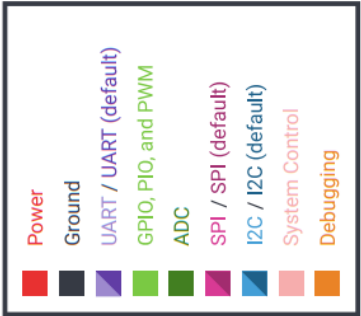 Power
Ground
UART / UART (default)
GPIO, PIO, and PWM
ADC
SPI / SPI (default)
I2C / I2C (default)
System Control
Debugging